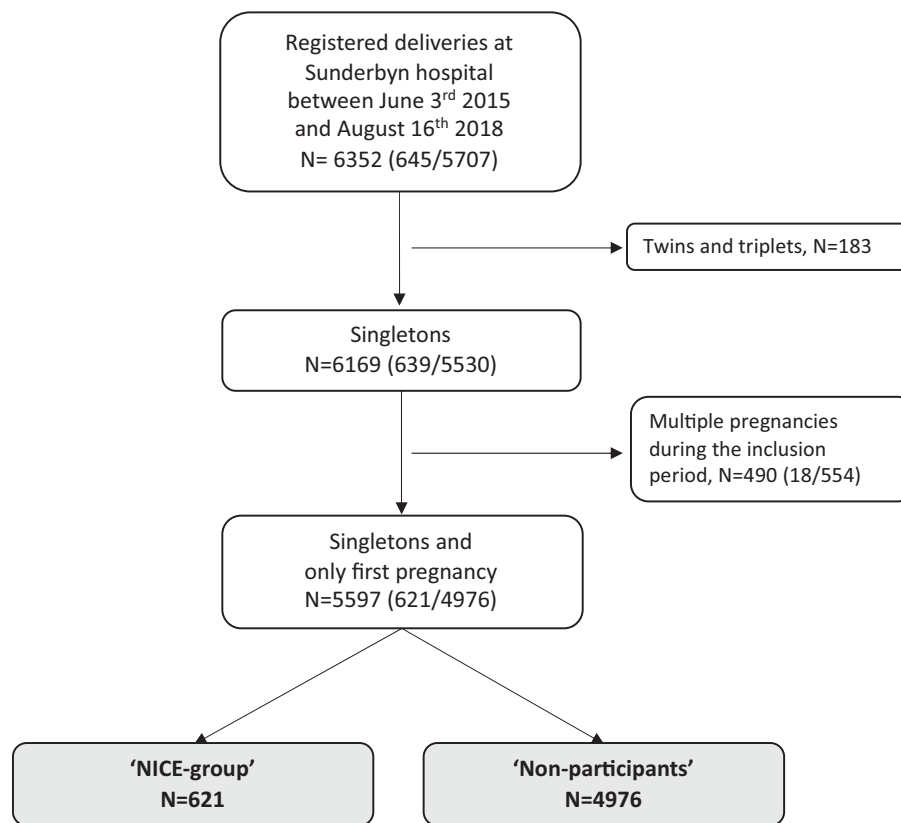 Registered deliveries at
Sunderbyn hospital
between June 3rd 2015
and August 16th 2018
N= 6352 (645/5707)
Twins and triplets, N=183
Singletons
N=6169 (639/5530)
Multiple pregnancies
during the inclusion
period, N=490 (18/554)
Singletons and
only first pregnancy
N=5597 (621/4976)
‘NICE-group’
N=621
‘Non-participants’
N=4976